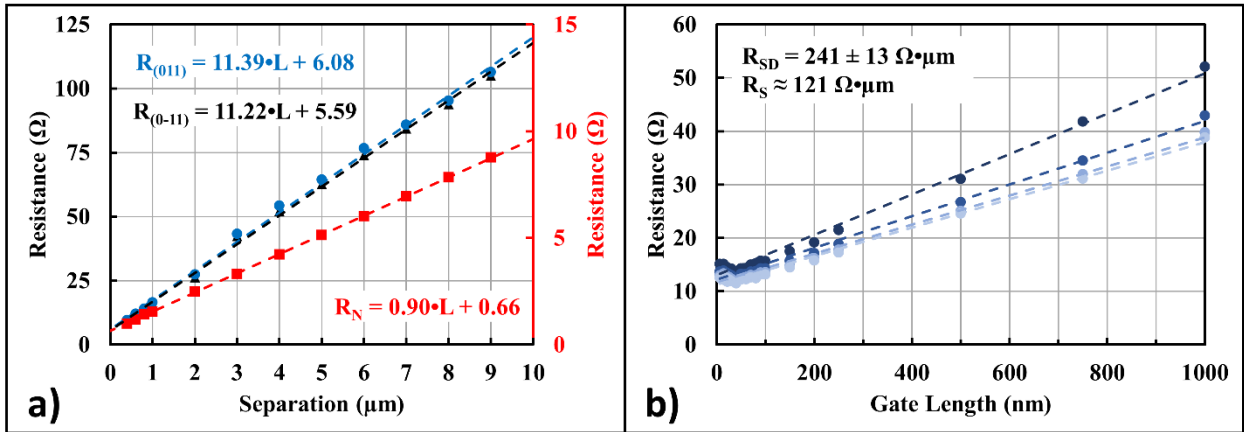 125
100
75
50
25
0
Resistance (Ω)
R(011) = 11.39•L + 6.08
R(0-11) = 11.22•L + 5.59
RN = 0.90•L + 0.66
15
10
5
0
Resistance (Ω)
0 1 2 3 4 5 6 7 8 9 10
Separation (µm)
a)
60
50
40
30
20
10
0
Resistance (Ω)
RSD = 241 ± 13 Ω•µm
RS ≈ 121 Ω•µm
0 200 400 600 800 1000
Gate Length (nm)
b)